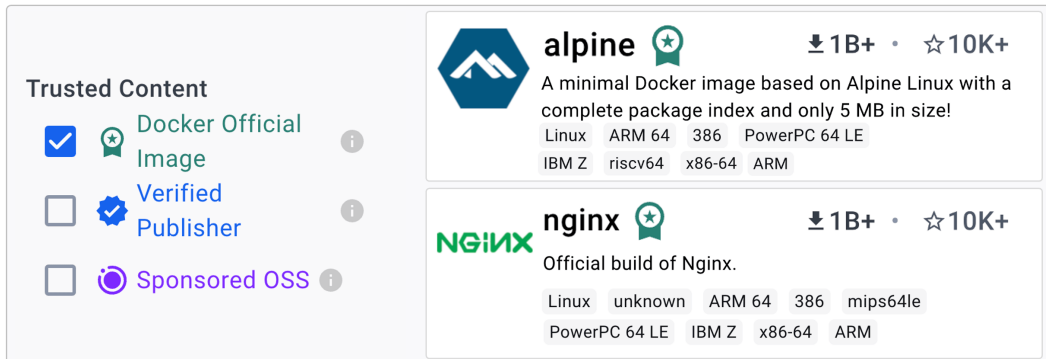 Trusted Content
Docker Official
Image
Verified
Publisher
Sponsored OSS
alpine
1B+ • 10K+
A minimal Docker image based on Alpine Linux with a
complete package index and only 5 MB in size!
Linux ARM 64 386 PowerPC 64 LE
IBM Z riscv64 x86-64 ARM
NGINX
nginx
1B+ • 10K+
Official build of Nginx.
Linux unknown ARM 64 386 mips64le
PowerPC 64 LE IBM Z x86-64 ARM